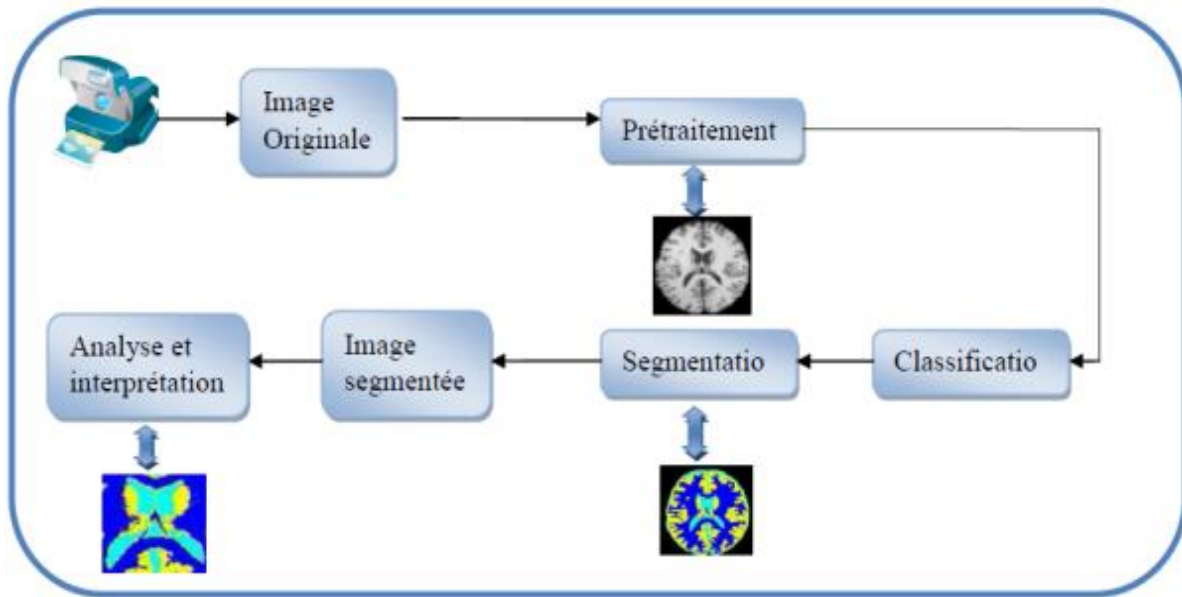 Image
Originale
Prétraitement
Analyse et
interprétation
Image
segmentée
Segmentatio
Classificatio